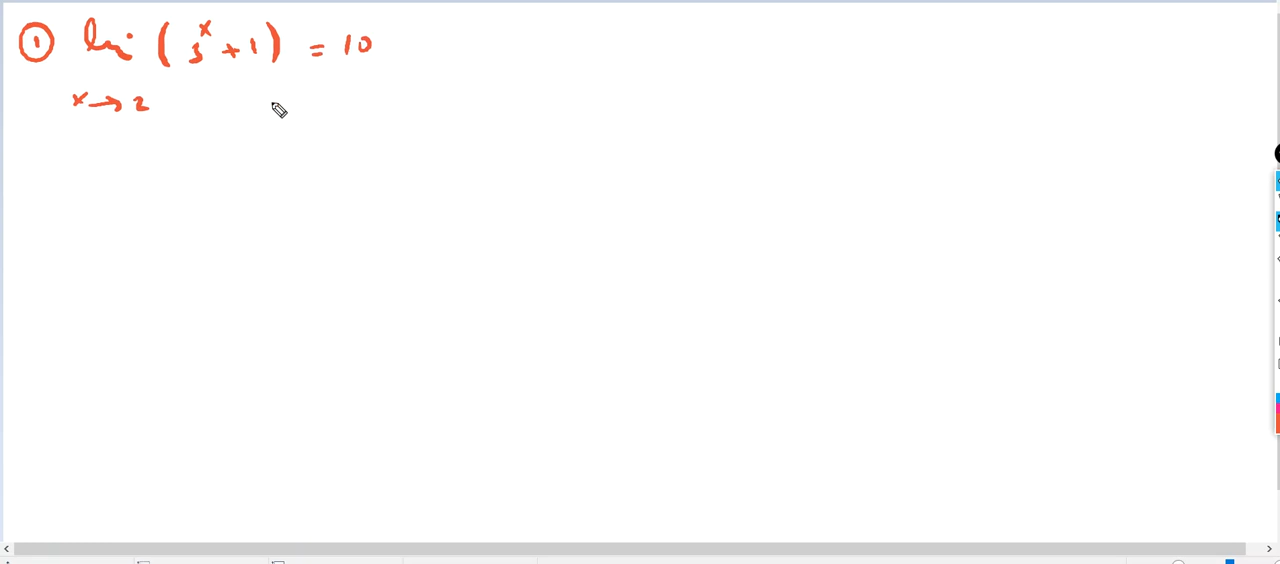 ① lim (3^x + 1) = 10
x → 2